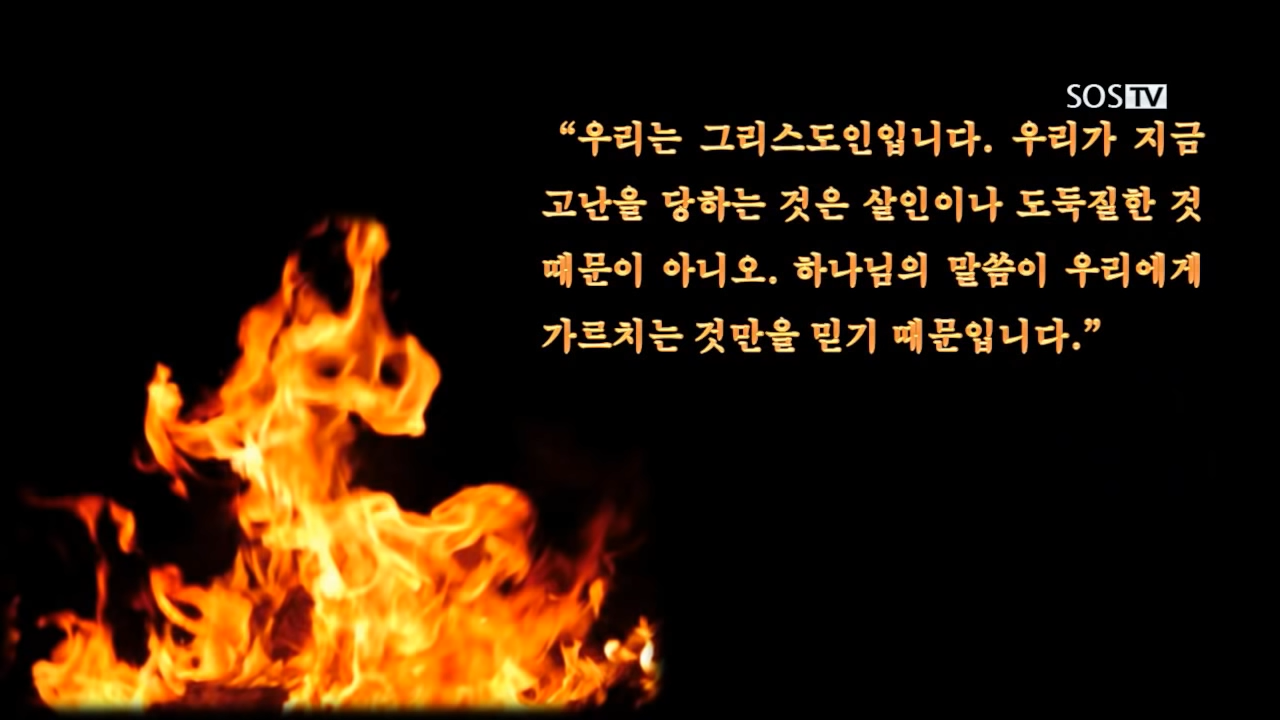 SOSTV
“우리는 그리스도인입니다. 우리가 지금
고난을 당하는 것은 살인이나 도둑질한 것
때문이 아니오. 하나님의 말씀이 우리에게
가르치는 것만을 믿기 때문입니다.”